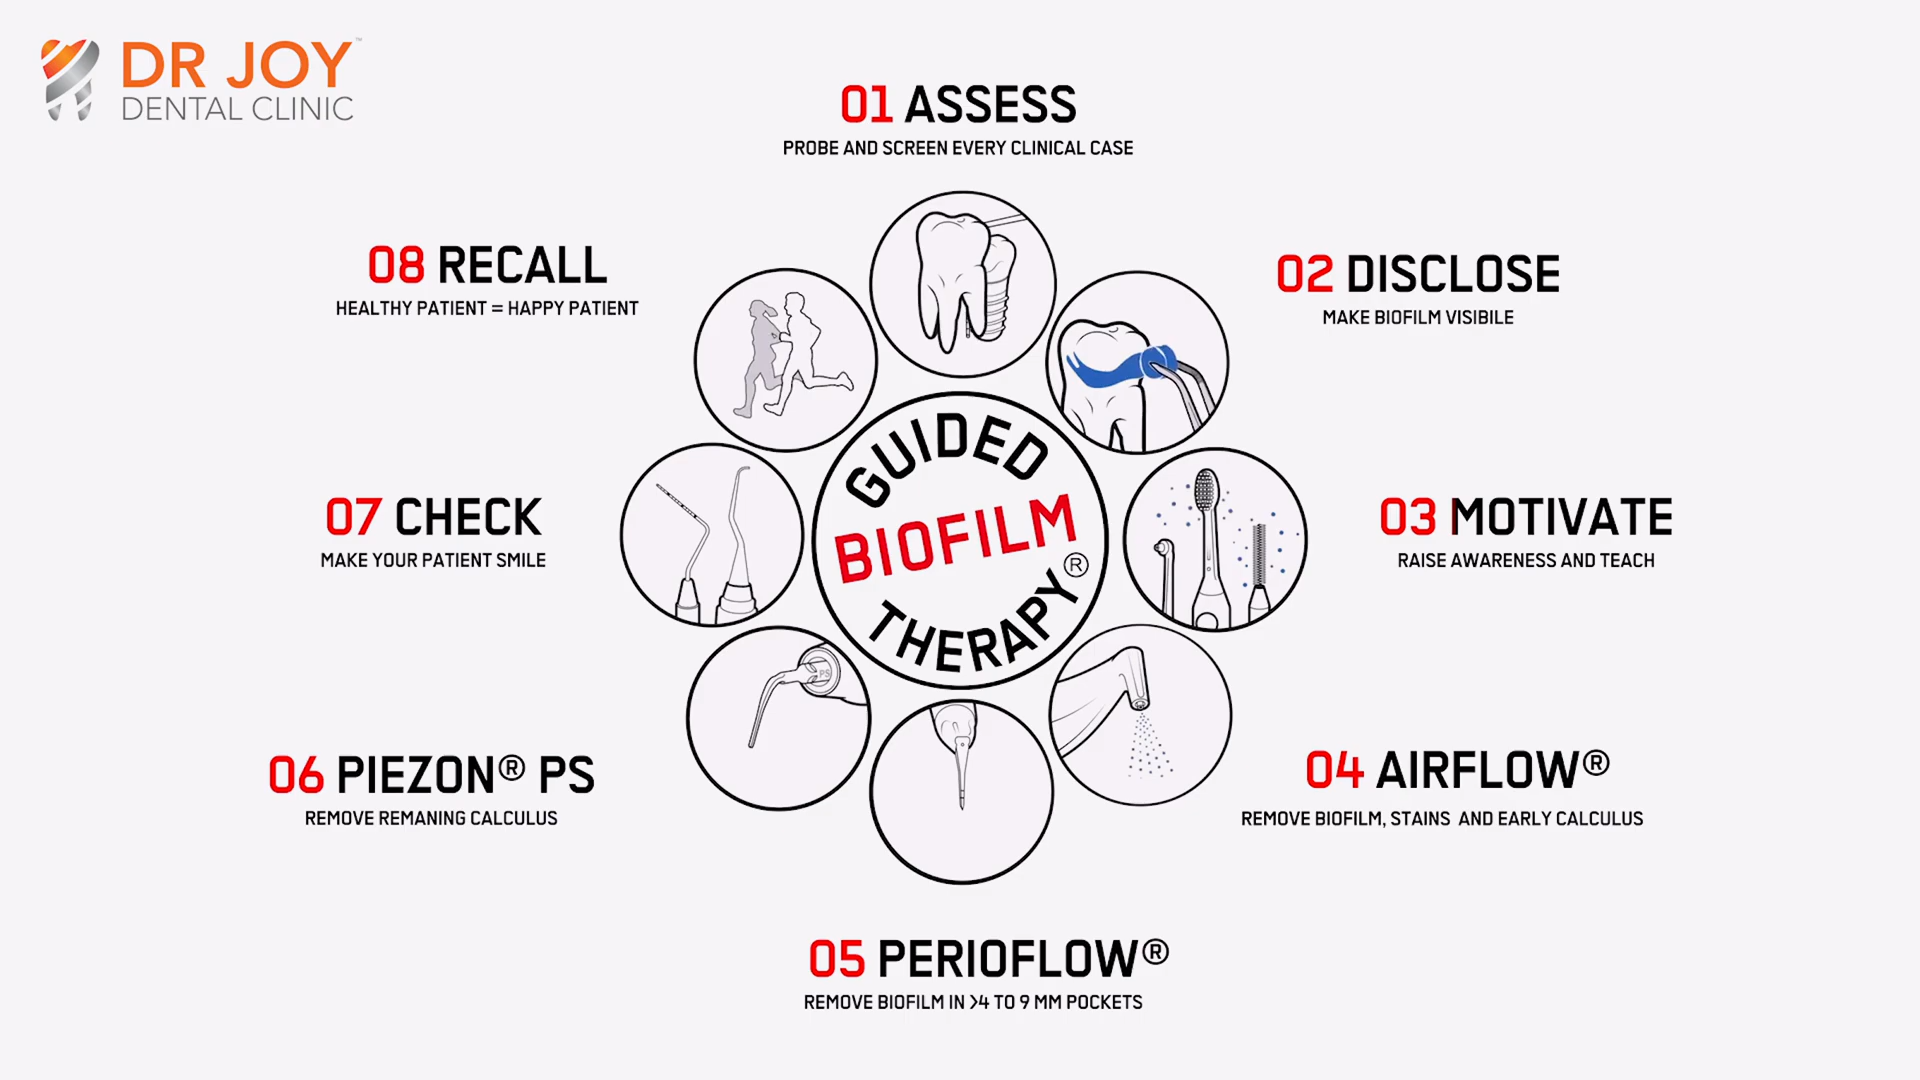 DR JOY™
DENTAL CLINIC
01 ASSESS
PROBE AND SCREEN EVERY CLINICAL CASE
02 DISCLOSE
MAKE BIOFILM VISIBILE
03 MOTIVATE
RAISE AWARENESS AND TEACH
04 AIRFLOW®
REMOVE BIOFILM, STAINS AND EARLY CALCULUS
05 PERIOFLOW®
REMOVE BIOFILM IN >4 TO 9 MM POCKETS
06 PIEZON® PS
REMOVE REMANING CALCULUS
07 CHECK
MAKE YOUR PATIENT SMILE
08 RECALL
HEALTHY PATIENT = HAPPY PATIENT
GUIDED
BIOFILM
THERAPY®
PS